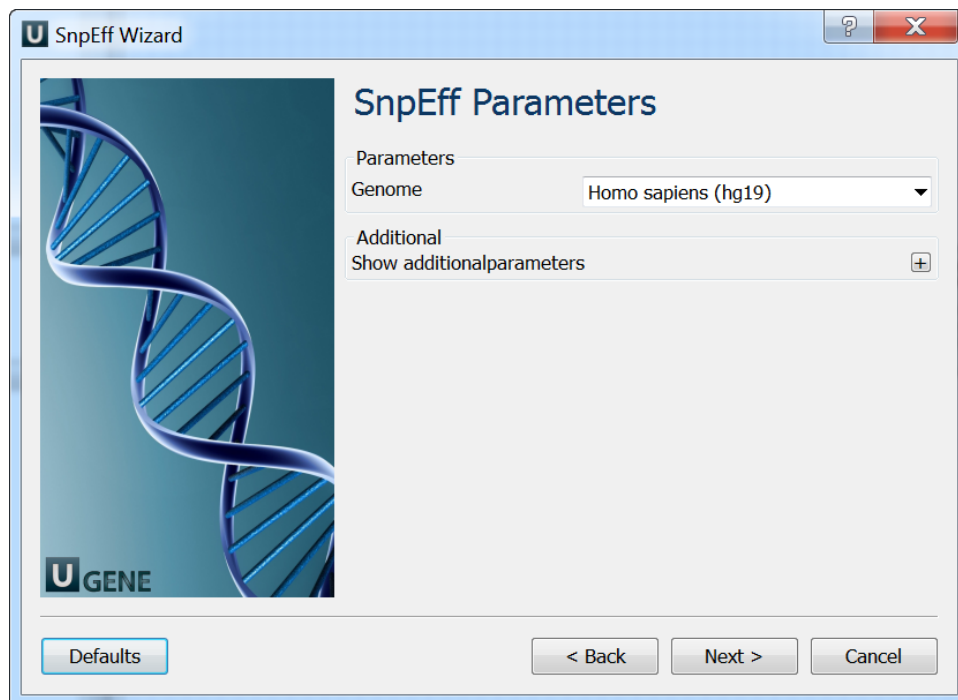 U SnpEff Wizard
?
X
SnpEff Parameters
Parameters
Genome
Homo sapiens (hg19)
Additional
Show additionalparameters
+
U GENE
Defaults
< Back
Next >
Cancel